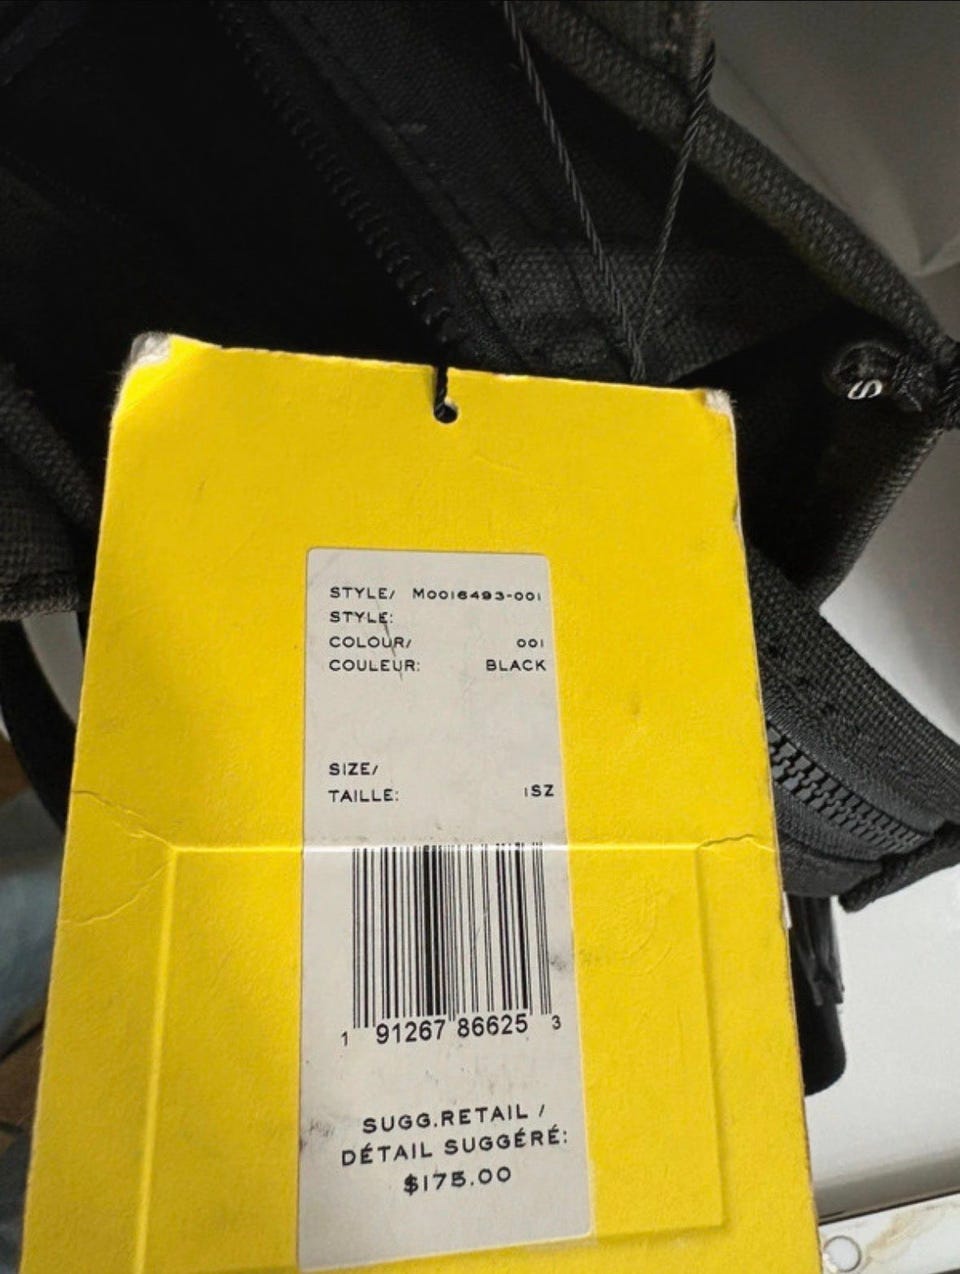 S
STYLE/ M0016493-001
STYLE:
COLOUR/ 001
COULEUR: BLACK
SIZE/
TAILLE: 1SZ
1 91267 86625 3
SUGG.RETAIL /
DÉTAIL SUGGÉRÉ:
$175.00